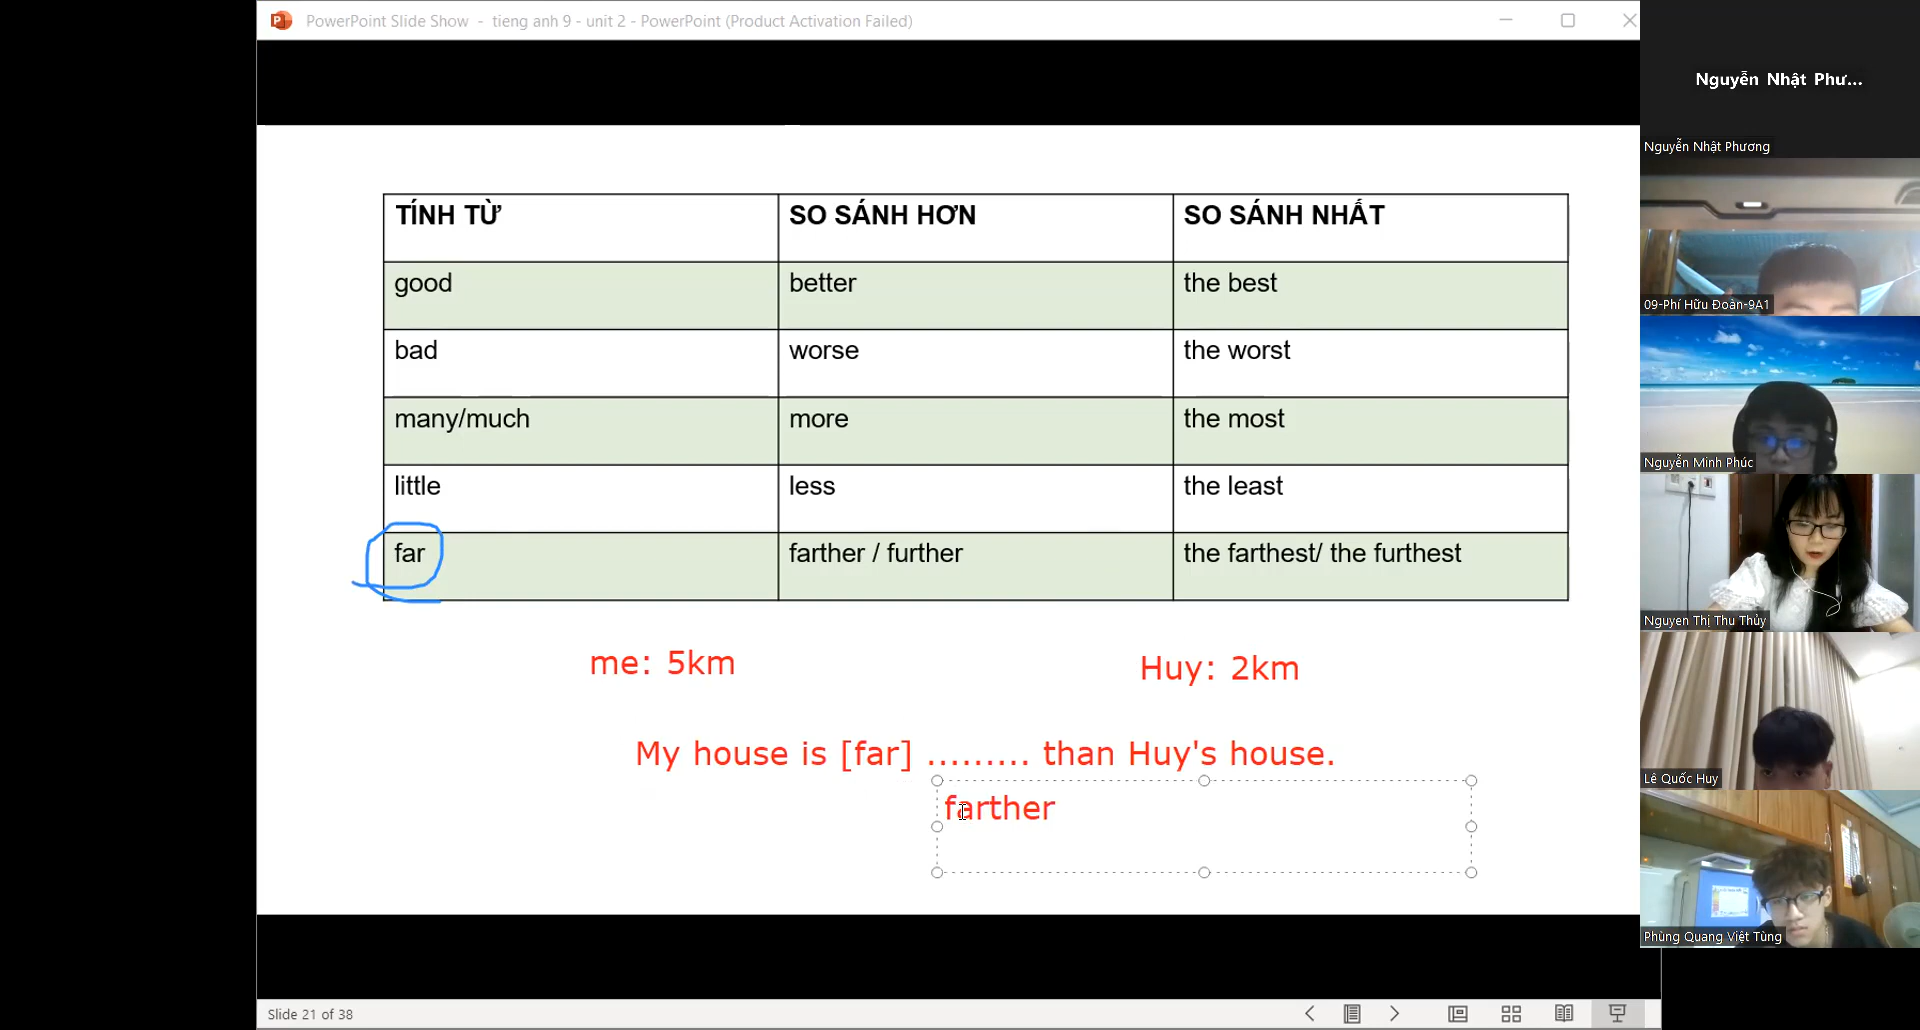 PowerPoint Slide Show - tieng anh 9 - unit 2 - PowerPoint (Product Activation Failed)
Nguyễn Nhật Phư...
Nguyễn Nhật Phương
TÍNH TỪ SO SÁNH HƠN SO SÁNH NHẤT
good better the best
bad worse the worst
many/much more the most
little less the least
far farther / further the farthest/ the furthest
me: 5km Huy: 2km
My house is [far] ......... than Huy's house.
farther
09-Phí Hữu Đoàn-9A1
Nguyễn Minh Phúc
Nguyen Thị Thu Thủy
Lê Quốc Huy
Phùng Quang Việt Tùng
Slide 21 of 38